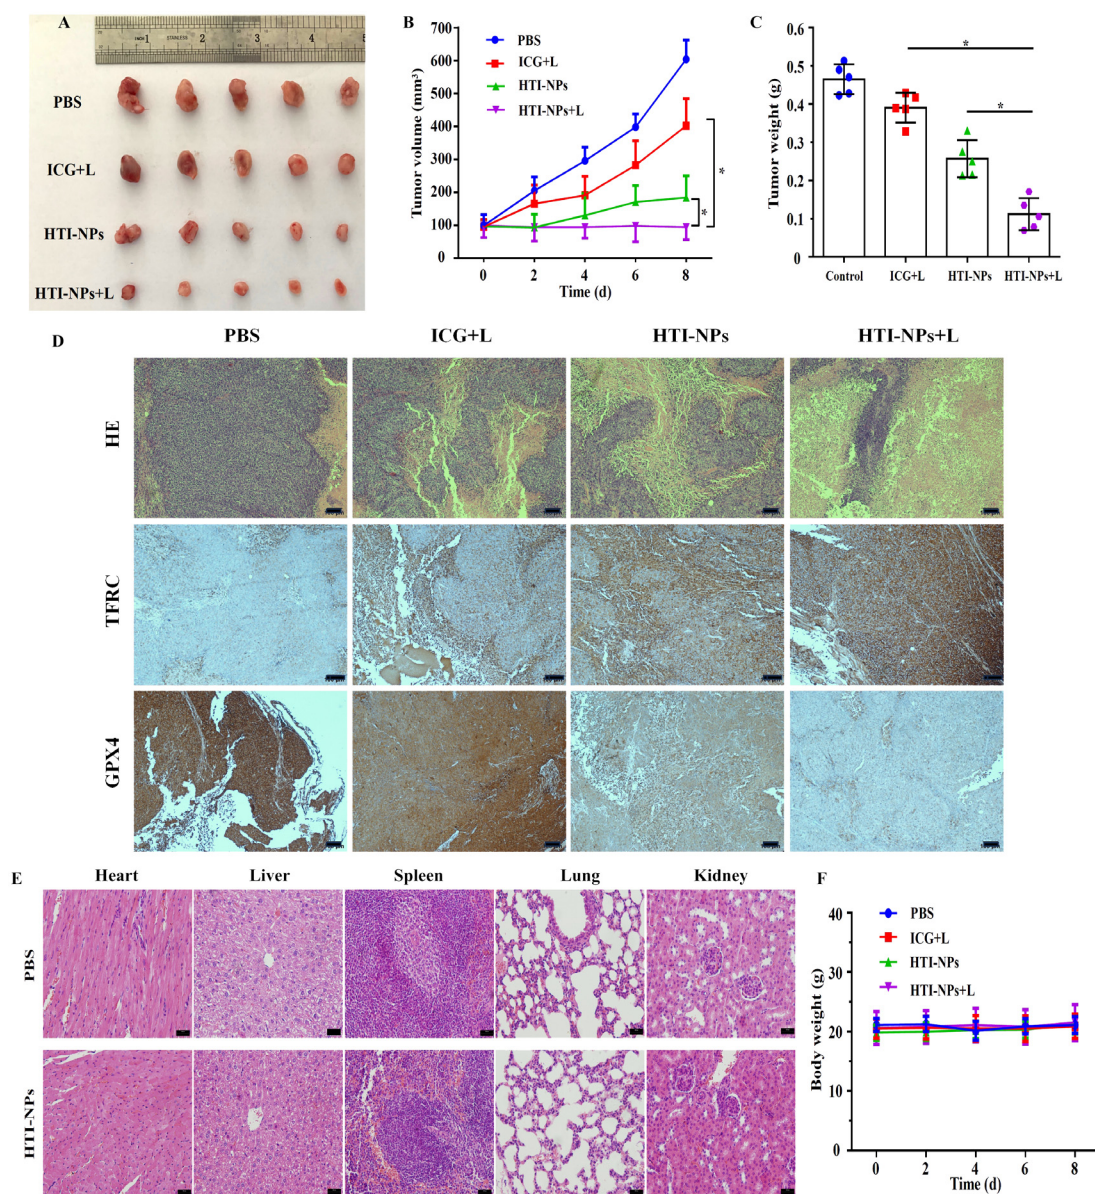 A
1 2 3 4 5
STAINLESS
PBS
ICG+L
HTI-NPs
HTI-NPs+L
B
Tumor volume (mm³)
700
600
500
400
300
200
100
0
PBS
ICG+L
HTI-NPs
HTI-NPs+L
*
*
0 2 4 6 8
Time (d)
C
Tumor weight (g)
0.6
0.5
0.4
0.3
0.2
0.1
0
*
*
Control ICG+L HTI-NPs HTI-NPs+L
D
PBS ICG+L HTI-NPs HTI-NPs+L
HE
TFRC
GPX4
E
Heart Liver Spleen Lung Kidney
PBS
HTI-NPs
F
Body weight (g)
40
30
20
10
0
PBS
ICG+L
HTI-NPs
HTI-NPs+L
0 2 4 6 8
Time (d)